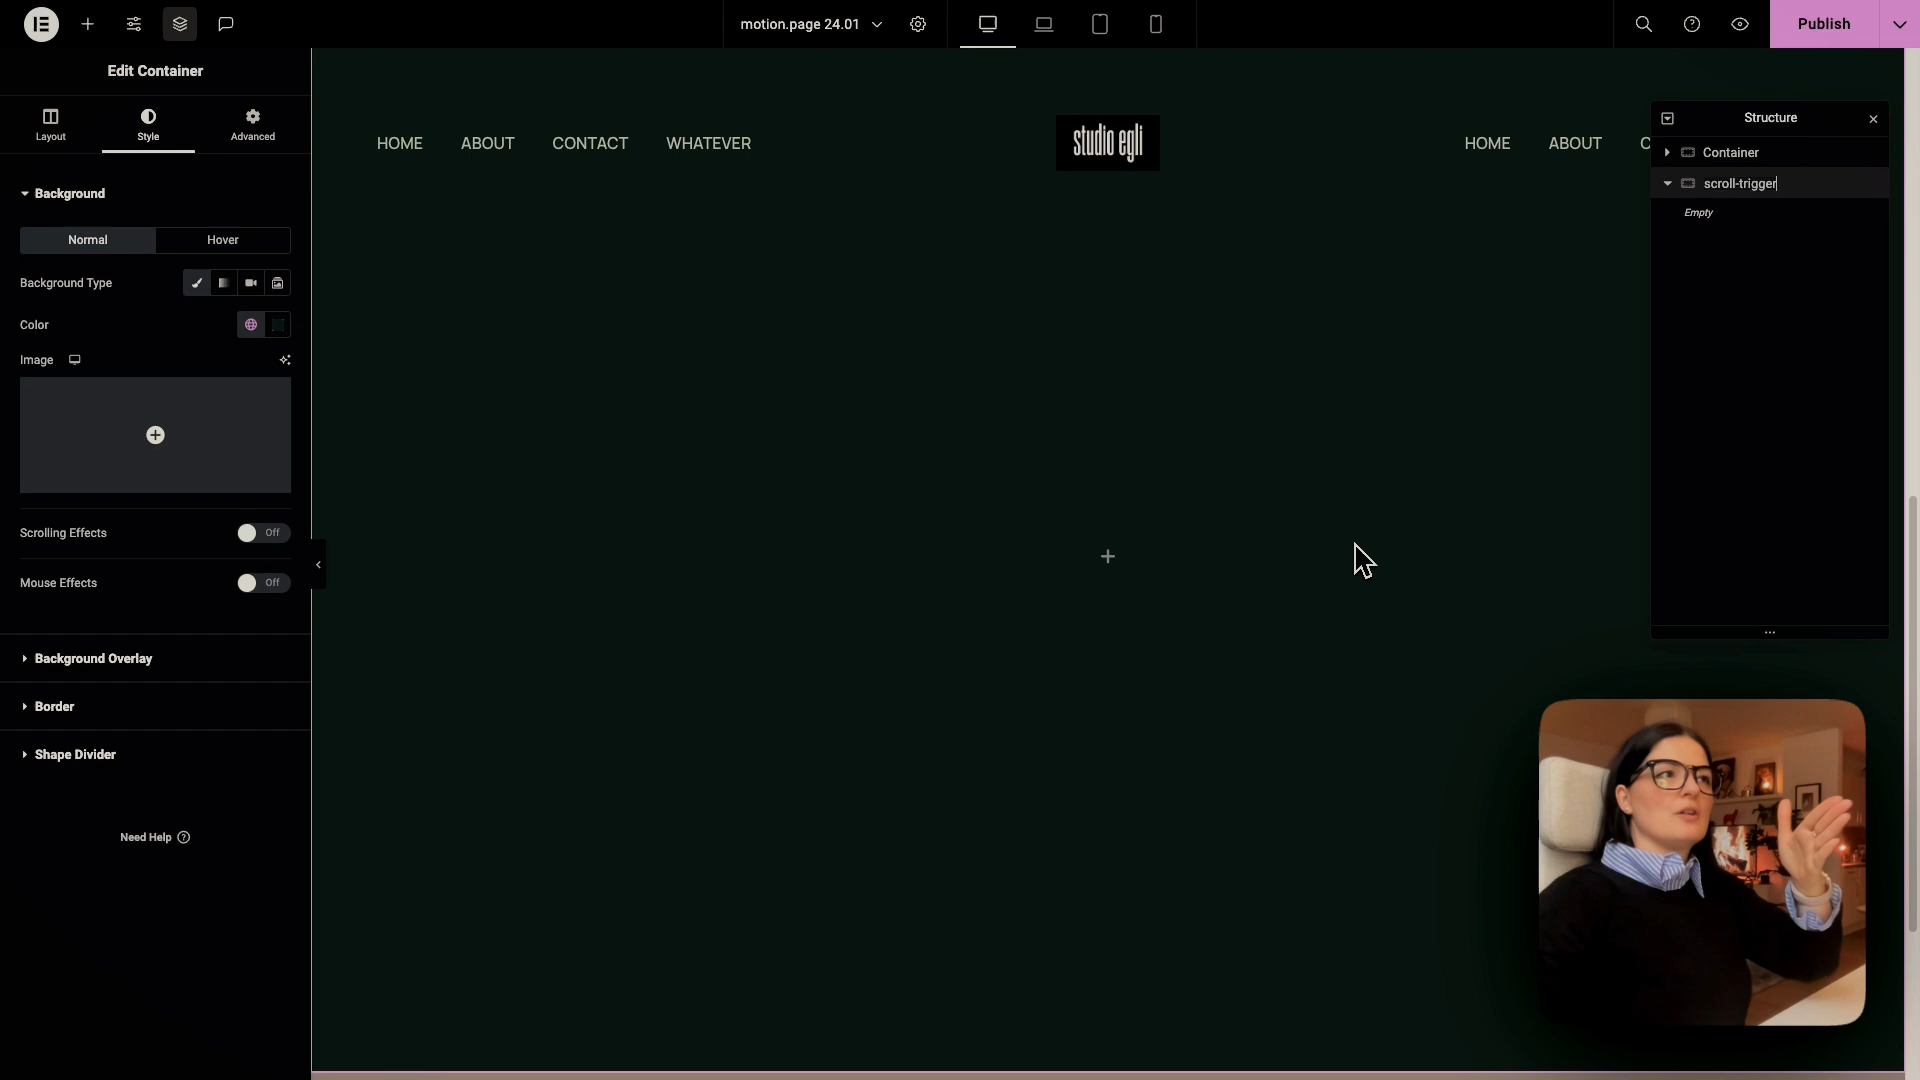 motion.page 24.01
Publish
Edit Container
Layout
Style
Advanced
HOME
ABOUT
CONTACT
WHATEVER
studio egli
HOME
ABOUT
C
Structure
Container
scroll-trigger
Empty
Background
Normal
Hover
Background Type
Color
Image
Scrolling Effects
Off
Mouse Effects
Off
Background Overlay
Border
Shape Divider
Need Help